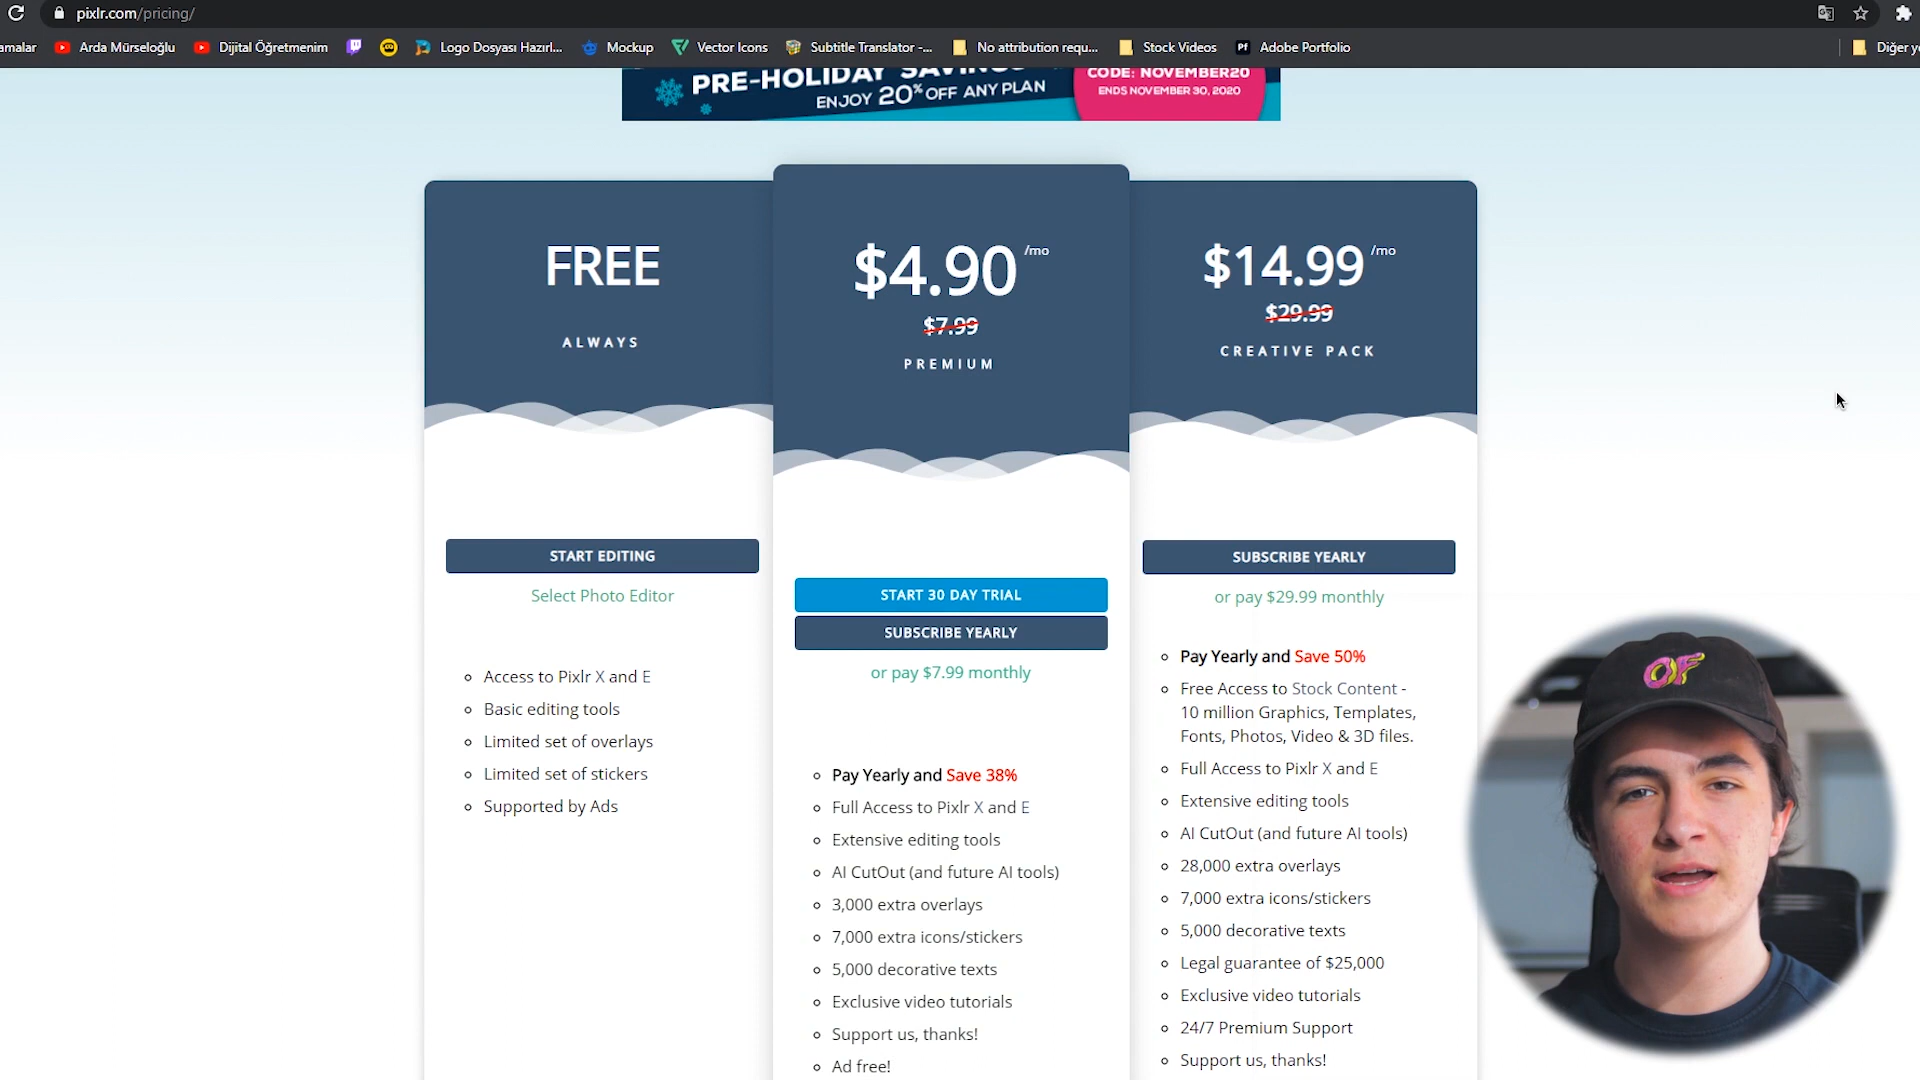 pixlr.com/pricing/
amalar
Arda Mürseloğlu
Dijital Öğretmenim
Logo Dosyası Hazırl...
Mockup
Vector Icons
Subtitle Translator -...
No attribution requ...
Stock Videos
Pf
Adobe Portfolio
Diğer ye
PRE-HOLIDAY SAVINGS
ENJOY 20% OFF ANY PLAN
CODE: NOVEMBER20
ENDS NOVEMBER 30, 2020
FREE
ALWAYS
START EDITING
Select Photo Editor
Access to Pixlr X and E
Basic editing tools
Limited set of overlays
Limited set of stickers
Supported by Ads
$4.90 /mo
$7.99
PREMIUM
START 30 DAY TRIAL
SUBSCRIBE YEARLY
or pay $7.99 monthly
Pay Yearly and Save 38%
Full Access to Pixlr X and E
Extensive editing tools
AI CutOut (and future AI tools)
3,000 extra overlays
7,000 extra icons/stickers
5,000 decorative texts
Exclusive video tutorials
Support us, thanks!
Ad free!
$14.99 /mo
$29.99
CREATIVE PACK
SUBSCRIBE YEARLY
or pay $29.99 monthly
Pay Yearly and Save 50%
Free Access to Stock Content -
10 million Graphics, Templates,
Fonts, Photos, Video & 3D files.
Full Access to Pixlr X and E
Extensive editing tools
AI CutOut (and future AI tools)
28,000 extra overlays
7,000 extra icons/stickers
5,000 decorative texts
Legal guarantee of $25,000
Exclusive video tutorials
24/7 Premium Support
Support us, thanks!
OF